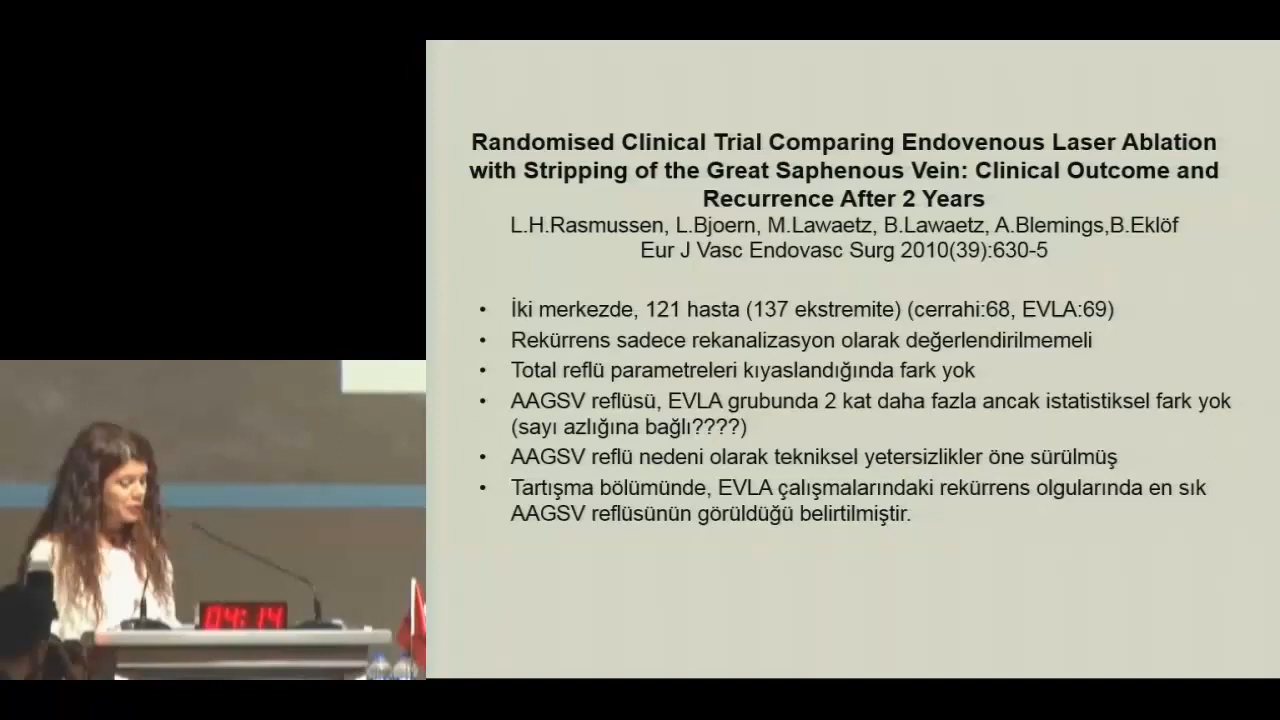 Randomised Clinical Trial Comparing Endovenous Laser Ablation
with Stripping of the Great Saphenous Vein: Clinical Outcome and
Recurrence After 2 Years
L.H.Rasmussen, L.Bjoern, M.Lawaetz, B.Lawaetz, A.Blemings,B.Eklöf
Eur J Vasc Endovasc Surg 2010(39):630-5
• İki merkezde, 121 hasta (137 ekstremite) (cerrahi:68, EVLA:69)
• Rekürrens sadece rekanalizasyon olarak değerlendirilmemeli
• Total reflü parametreleri kıyaslandığında fark yok
• AAGSV reflüsü, EVLA grubunda 2 kat daha fazla ancak istatistiksel fark yok
(sayı azlığına bağlı????)
• AAGSV reflü nedeni olarak tekniksel yetersizlikler öne sürülmüş
• Tartışma bölümünde, EVLA çalışmalarındaki rekürrens olgularında en sık
AAGSV reflüsünün görüldüğü belirtilmiştir.
04:14